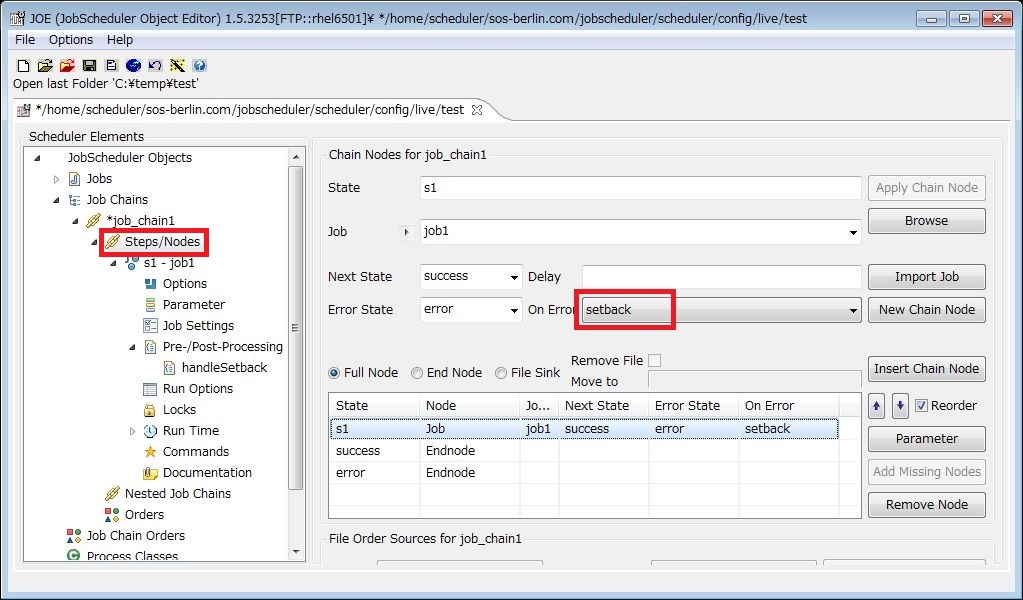 JOE (JobScheduler Object Editor) 1.5.3253[FTP::rhel6501]¥ */home/scheduler/sos-berlin.com/jobscheduler/scheduler/config/live/test
File Options Help
Open last Folder 'C:¥temp¥test'
*/home/scheduler/sos-berlin.com/jobscheduler/scheduler/config/live/test
Scheduler Elements
JobScheduler Objects
Jobs
Job Chains
*job_chain1
Steps/Nodes
s1 - job1
Options
Parameter
Job Settings
Pre-/Post-Processing
handleSetback
Run Options
Locks
Run Time
Commands
Documentation
Nested Job Chains
Orders
Job Chain Orders
Process Classes
Chain Nodes for job_chain1
State s1 Apply Chain Node
Browse
Job job1
Next State success Delay Import Job
Error State error On Error setback New Chain Node
Remove File
Full Node End Node File Sink Insert Chain Node
Move to
State Node Jo... Next State Error State On Error
Reorder
s1 Job job1 success error setback
Parameter
success Endnode
error Endnode
Add Missing Nodes
Remove Node
File Order Sources for job_chain1